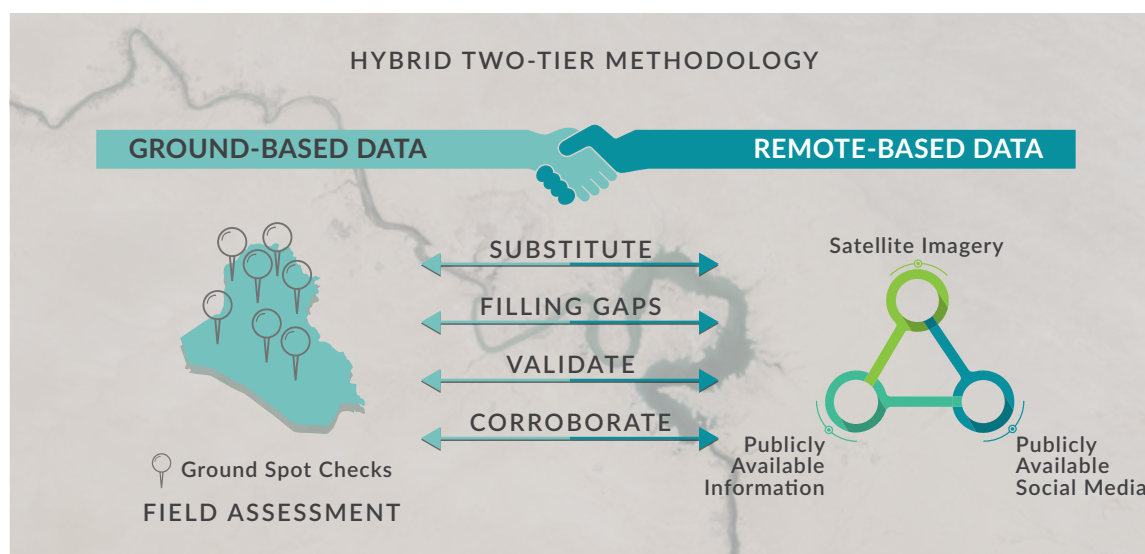 HYBRID TWO-TIER METHODOLOGY
GROUND-BASED DATA
REMOTE-BASED DATA
SUBSTITUTE
FILLING GAPS
VALIDATE
CORROBORATE
Ground Spot Checks
FIELD ASSESSMENT
Satellite Imagery
Publicly
Available
Information
Publicly
Available
Social Media